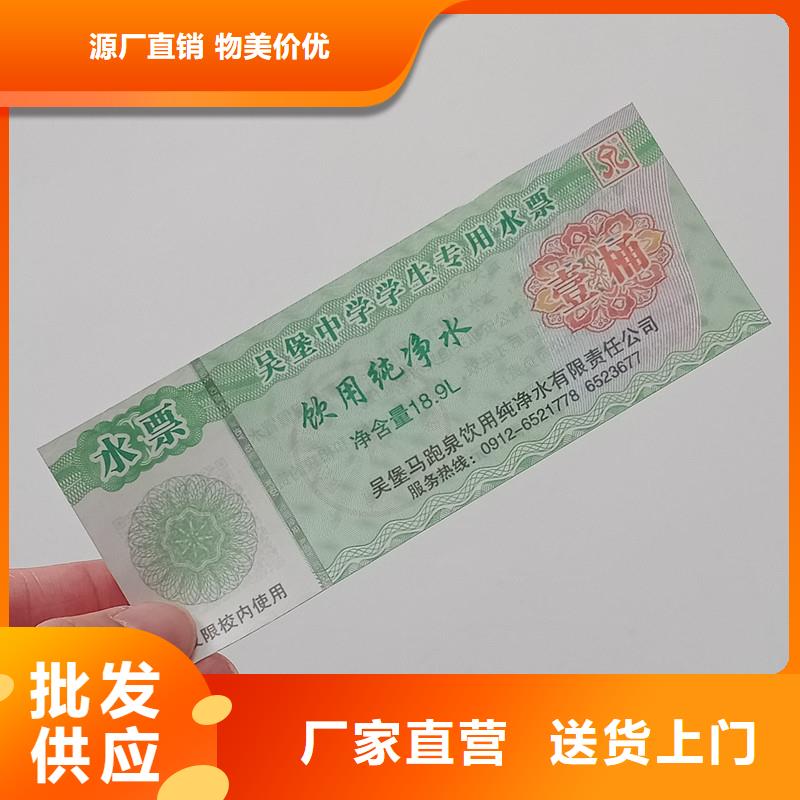 源厂直销 物美价优
吴堡中学学生专用水票
壹桶
饮用纯净水
净含量18.9L
吴堡马跑泉饮用纯净水有限责任公司
服务热线：0912-6521778 6523677
水票
限校内使用
批发
供应
厂家直营 送货上门